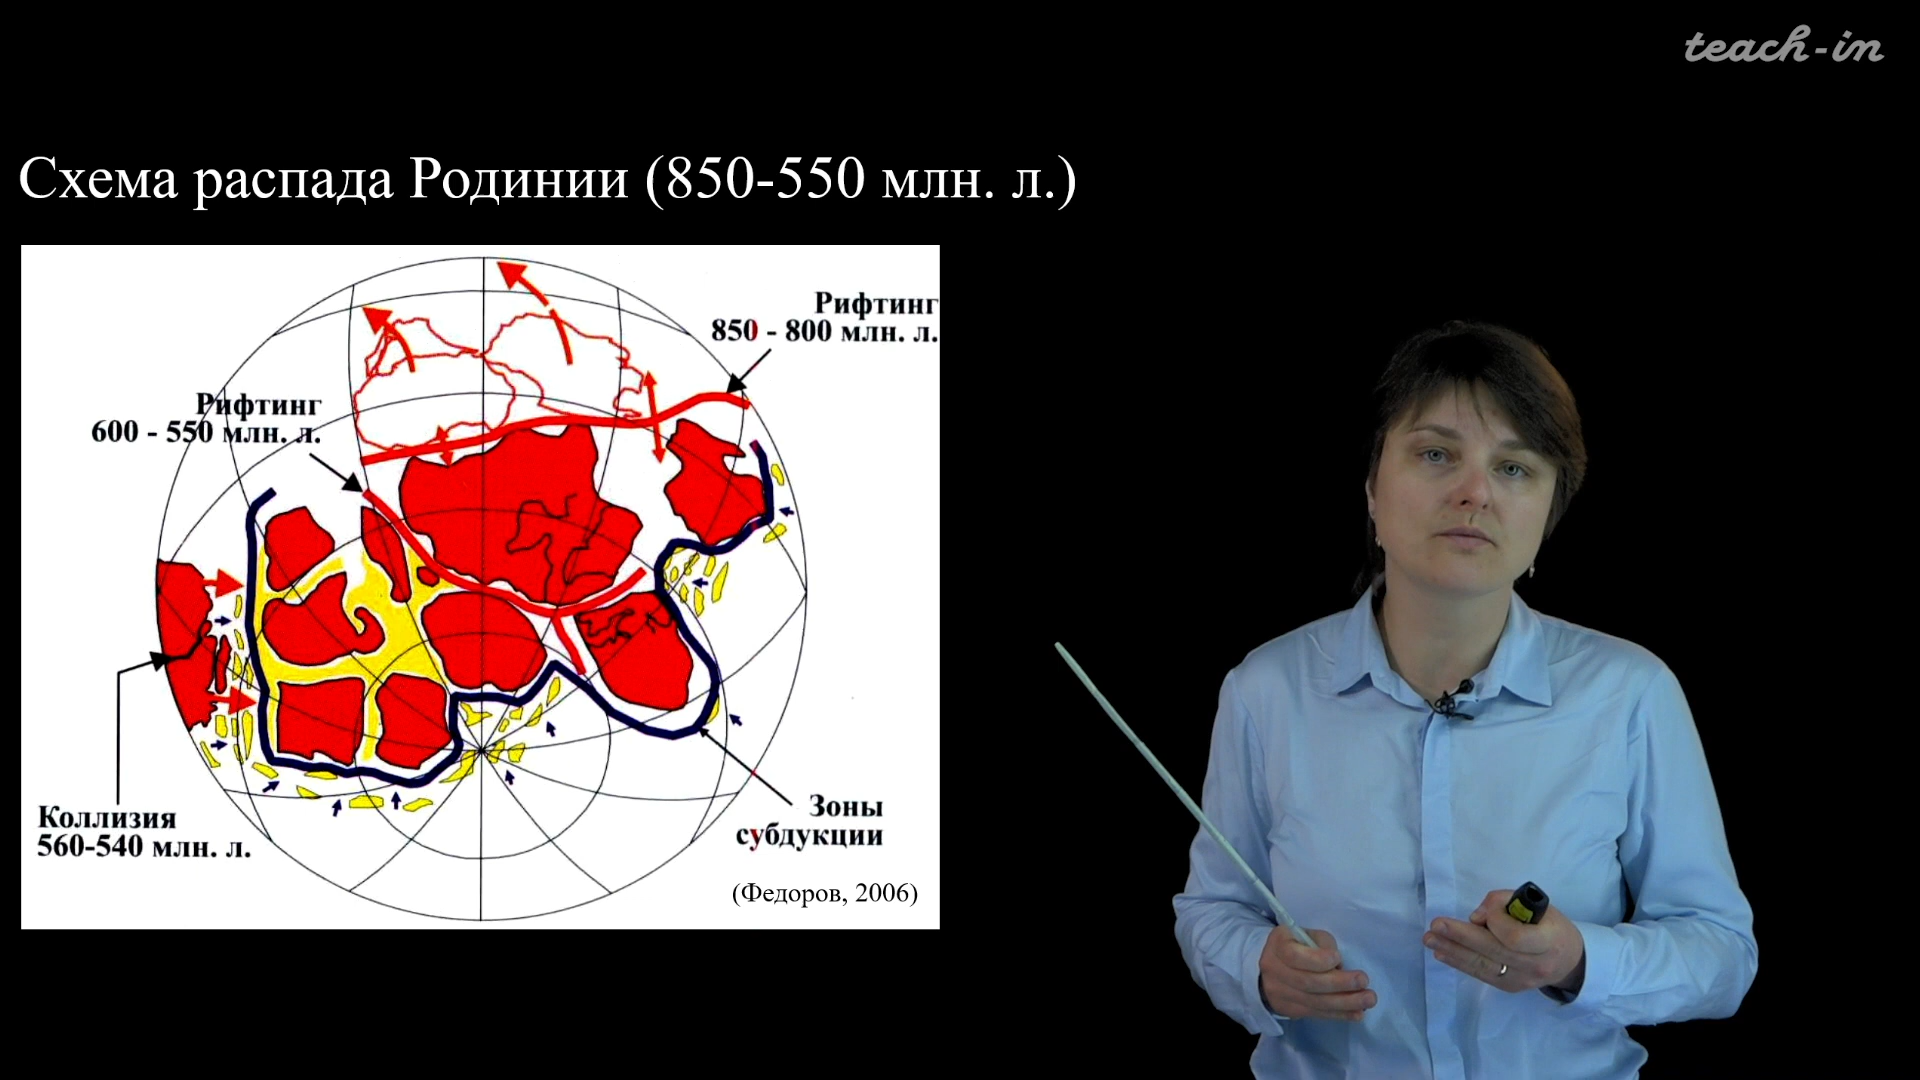 teach-in
Схема распада Родинии (850-550 млн. л.)
Рифтинг
850 - 800 млн. л.
Рифтинг
600 - 550 млн. л.
Коллизия
560-540 млн. л.
Зоны
субдукции
(Федоров, 2006)